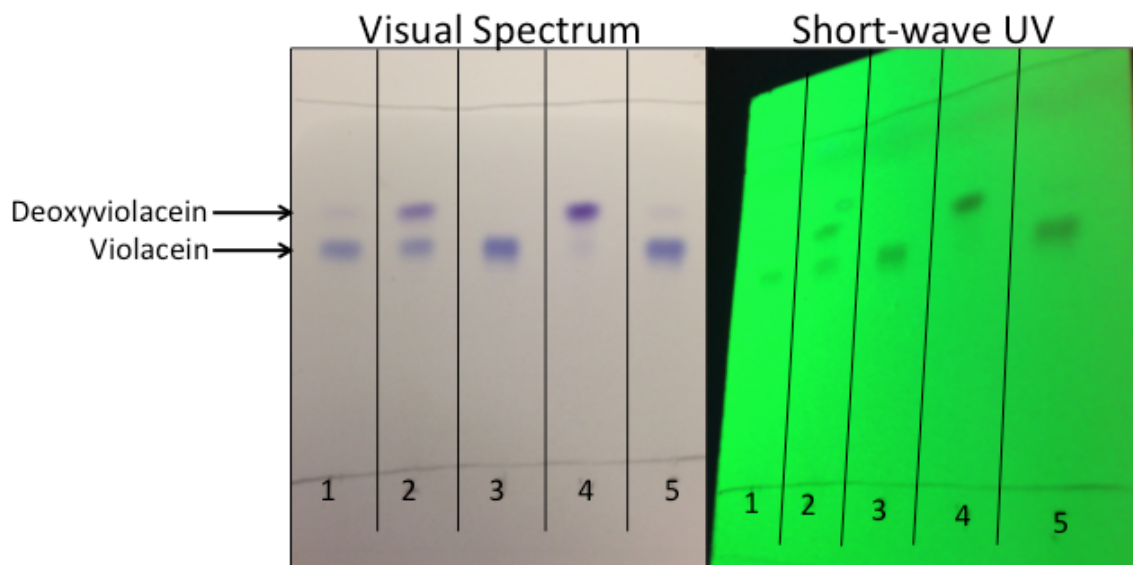 Visual Spectrum
Short-wave UV
Deoxyviolacein
Violacein
1 2 3 4 5
1 2 3 4 5